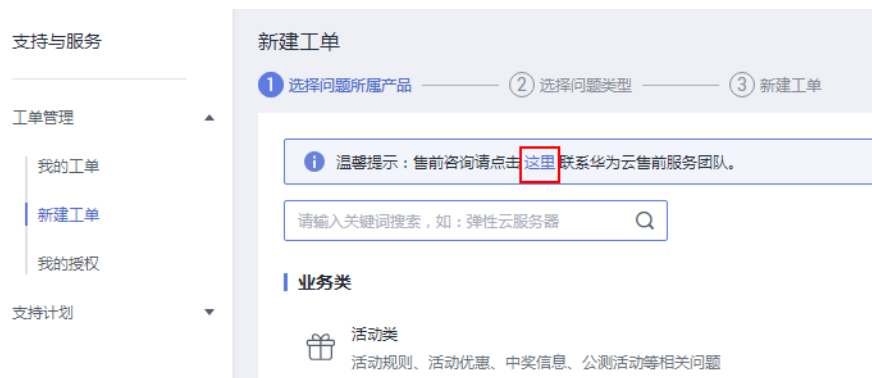 支持与服务
工单管理
我的工单
新建工单
我的授权
支持计划
新建工单
1 选择问题所属产品 2 选择问题类型 3 新建工单
温馨提示：售前咨询请点击 这里 联系华为云售前服务团队。
请输入关键词搜索，如：弹性云服务器
业务类
活动类
活动规则、活动优惠、中奖信息、公测活动等相关问题